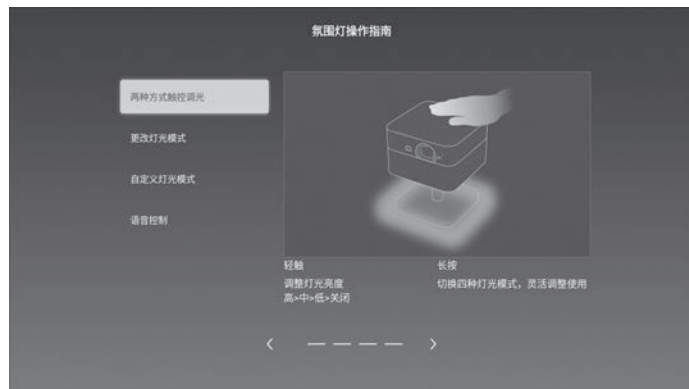 氛围灯操作指南
两种方式触控调光
更改灯光模式
自定义灯光模式
语音控制
轻触
调整灯光亮度
高>中>低>关闭
长按
切换四种灯光模式，灵活调整使用